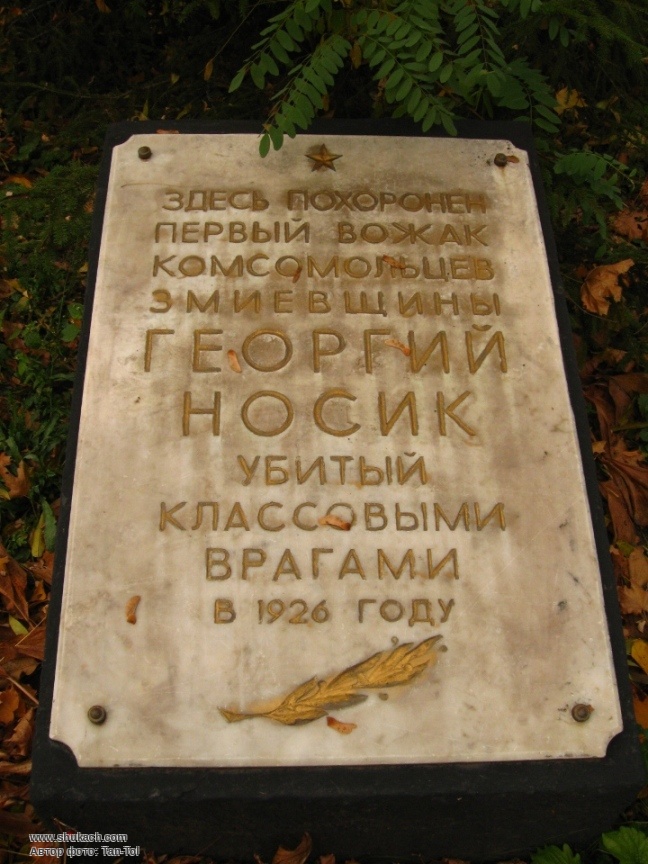 ЗДЕСЬ ПОХОРОНЕН
ПЕРВЫЙ ВОЖАК
КОМСОМОЛЬЦЕВ
ЗМИЕВЩИНЫ
ГЕОРГИЙ
НОСИК
УБИТЫЙ
КЛАССОВЫМИ
ВРАГАМИ
В 1926 ГОДУ
www.shukach.com
Автор фото: Tan-Tol